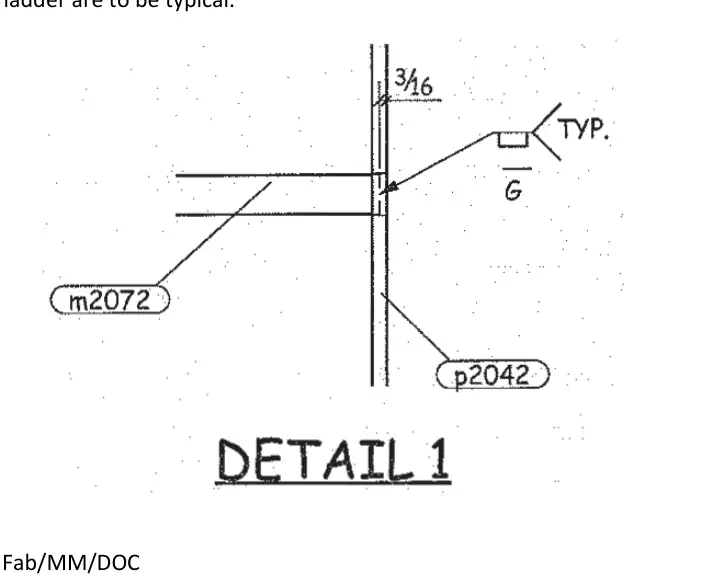 ladder are to be typical.
3/16
TYP.
G
m2072
p2042
DETAIL 1
Fab/MM/DOC